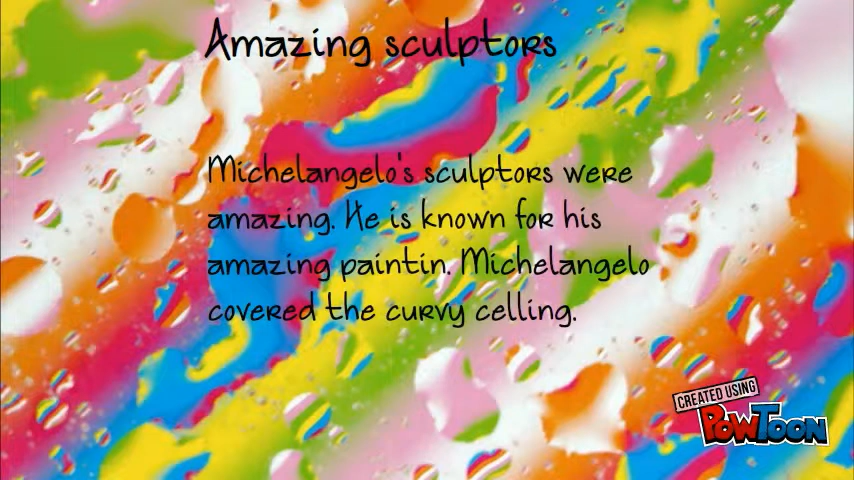 Amazing sculptors
Michelangelo's sculptors were
amazing. He is known for his
amazing paintin. Michelangelo
covered the curvy celling.
CREATED USING
POWTOON